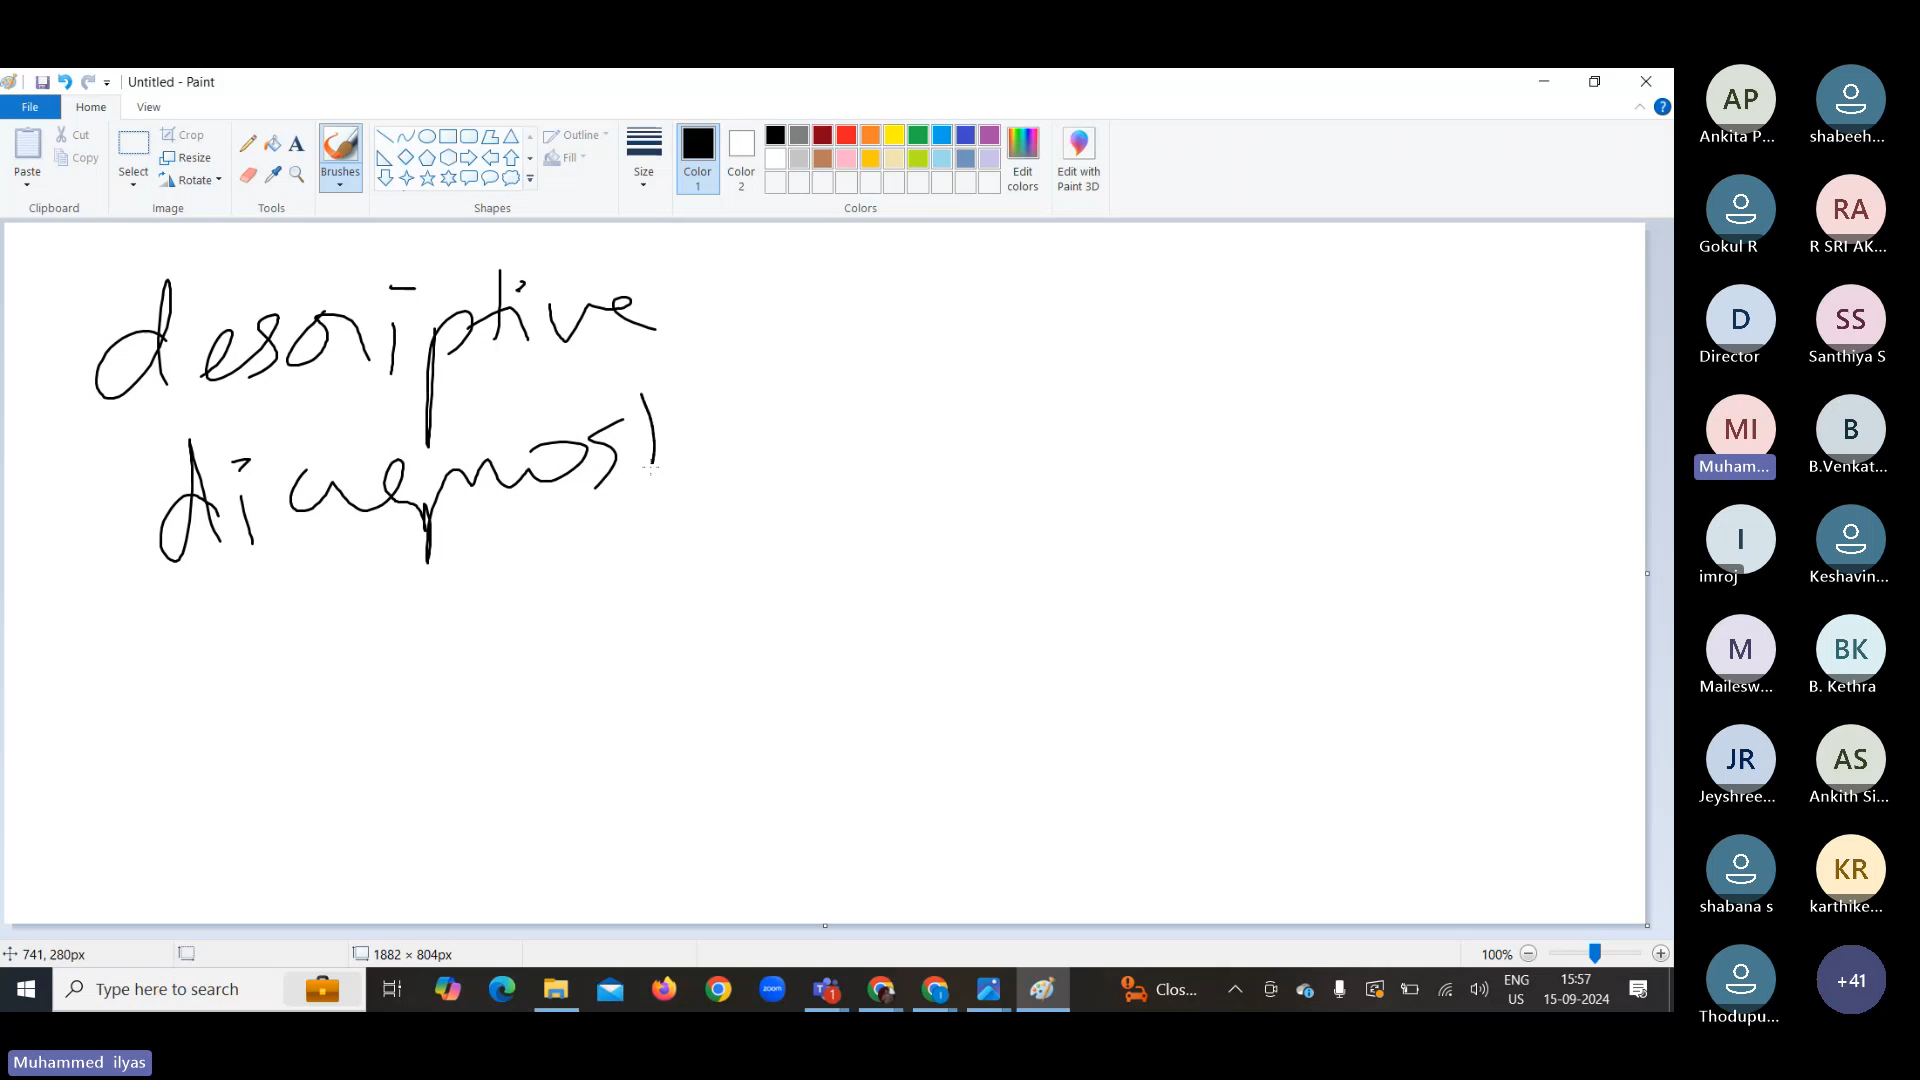 Untitled - Paint
File Home View
Paste
Cut
Copy
Clipboard
Select
Crop
Resize
Rotate
Image
Tools
Brushes
Shapes
Outline
Fill
Size
Color 1
Color 2
Edit colors
Edit with Paint 3D
Colors
descriptive
741, 280px
1882 × 804px
100%
Type here to search
zoom
Clos...
ENG US
15:57
15-09-2024
AP
Ankita P...
shabeeh...
Gokul R
RA
R SRI AK...
D
Director
SS
Santhiya S
MI
Muham...
B
B.Venkat...
I
imroj
Keshavin...
M
Mailesw...
BK
B. Kethra
JR
Jeyshree...
AS
Ankith Si...
shabana s
KR
karthike...
Thodupu...
+41
Muhammed ilyas